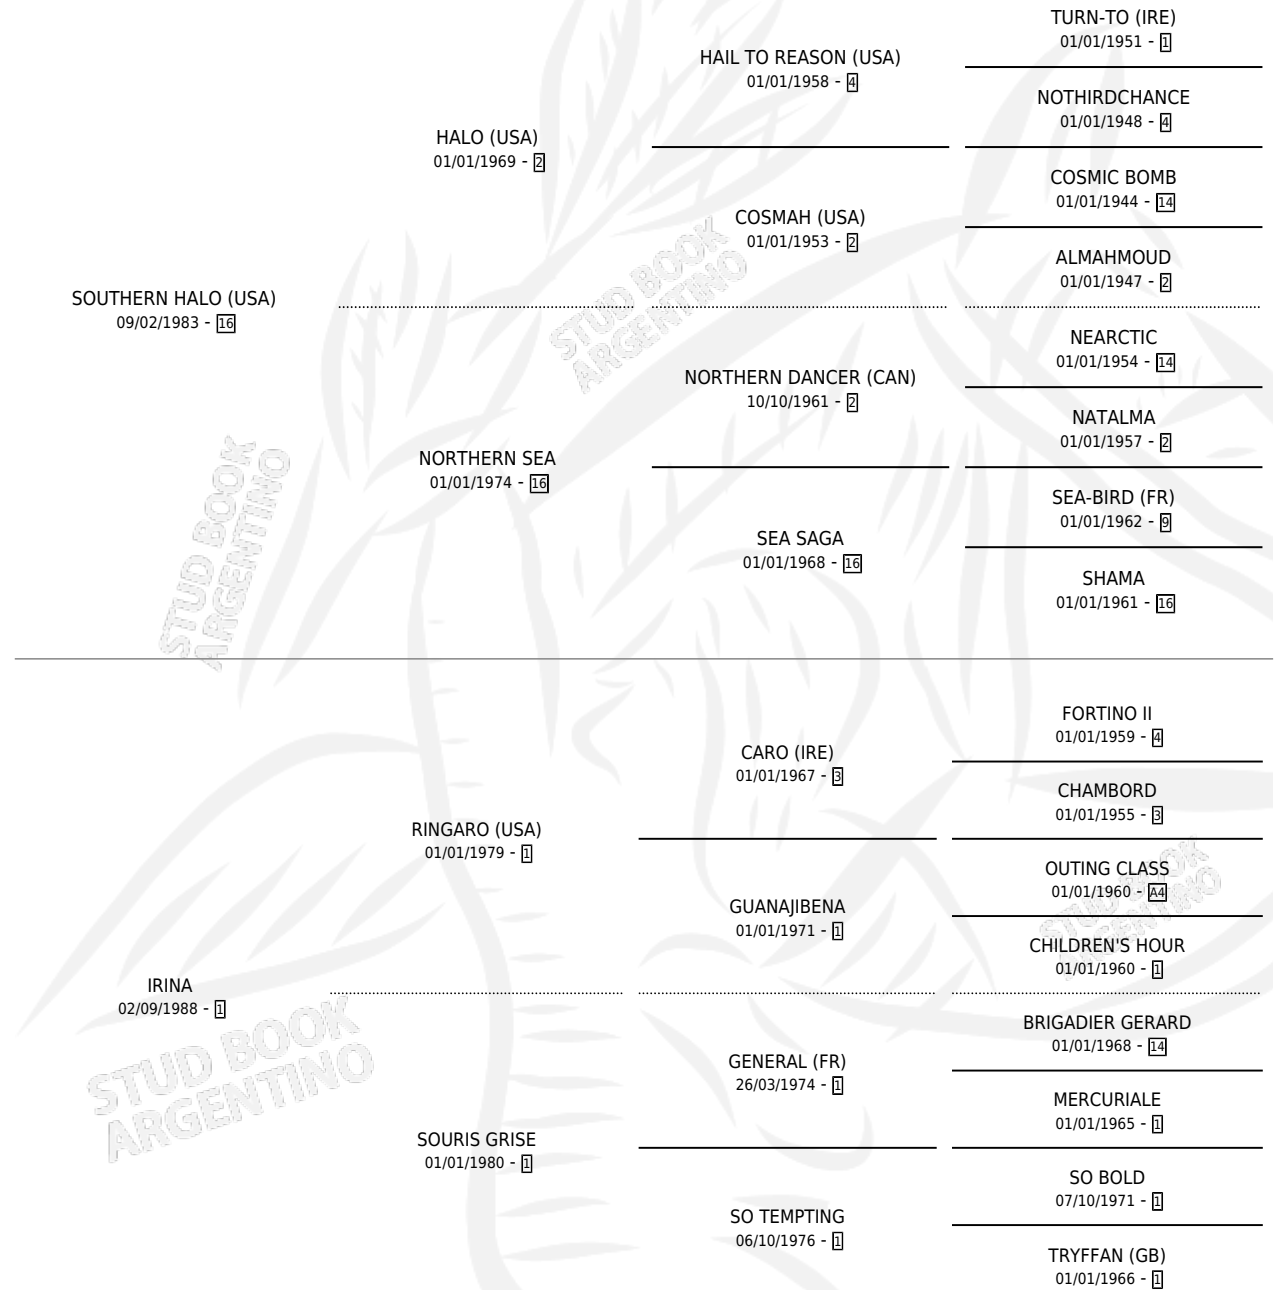 TURN-TO (IRE)
01/01/1951 - 1
HAIL TO REASON (USA)
01/01/1958 - 4
NOTHIRDCHANCE
01/01/1948 - 4
HALO (USA)
01/01/1969 - 2
COSMIC BOMB
01/01/1944 - 14
COSMAH (USA)
01/01/1953 - 2
ALMAHMOUD
01/01/1947 - 2
SOUTHERN HALO (USA)
09/02/1983 - 16
NEARCTIC
01/01/1954 - 14
NORTHERN DANCER (CAN)
10/10/1961 - 2
NATALMA
01/01/1957 - 2
NORTHERN SEA
01/01/1974 - 16
SEA-BIRD (FR)
01/01/1962 - 9
SEA SAGA
01/01/1968 - 16
SHAMA
01/01/1961 - 16
FORTINO II
01/01/1959 - 4
CARO (IRE)
01/01/1967 - 3
CHAMBORD
01/01/1955 - 3
RINGARO (USA)
01/01/1979 - 1
OUTING CLASS
01/01/1960 - A4
GUANAJIBENA
01/01/1971 - 1
CHILDREN'S HOUR
01/01/1960 - 1
IRINA
02/09/1988 - 1
BRIGADIER GERARD
01/01/1968 - 14
GENERAL (FR)
26/03/1974 - 1
MERCURIALE
01/01/1965 - 1
SOURIS GRISE
01/01/1980 - 1
SO BOLD
07/10/1971 - 1
SO TEMPTING
06/10/1976 - 1
TRYFFAN (GB)
01/01/1966 - 1
STUD BOOK
ARGENTINO
STUD BOOK
ARGENTINO
STUD BOOK
ARGENTINO
STUD BOOK
ARGENTINO